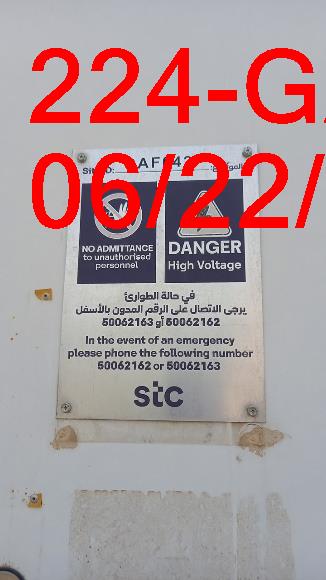 224-G
06/22/
NO ADMITTANCE
to unauthorised
personnel
DANGER
High Voltage
في حالة الطوارئ
يرجى الاتصال على الرقم المدون بالأسفل
50062162 أو 50062163
In the event of an emergency
please phone the following number
50062162 or 50062163
stc